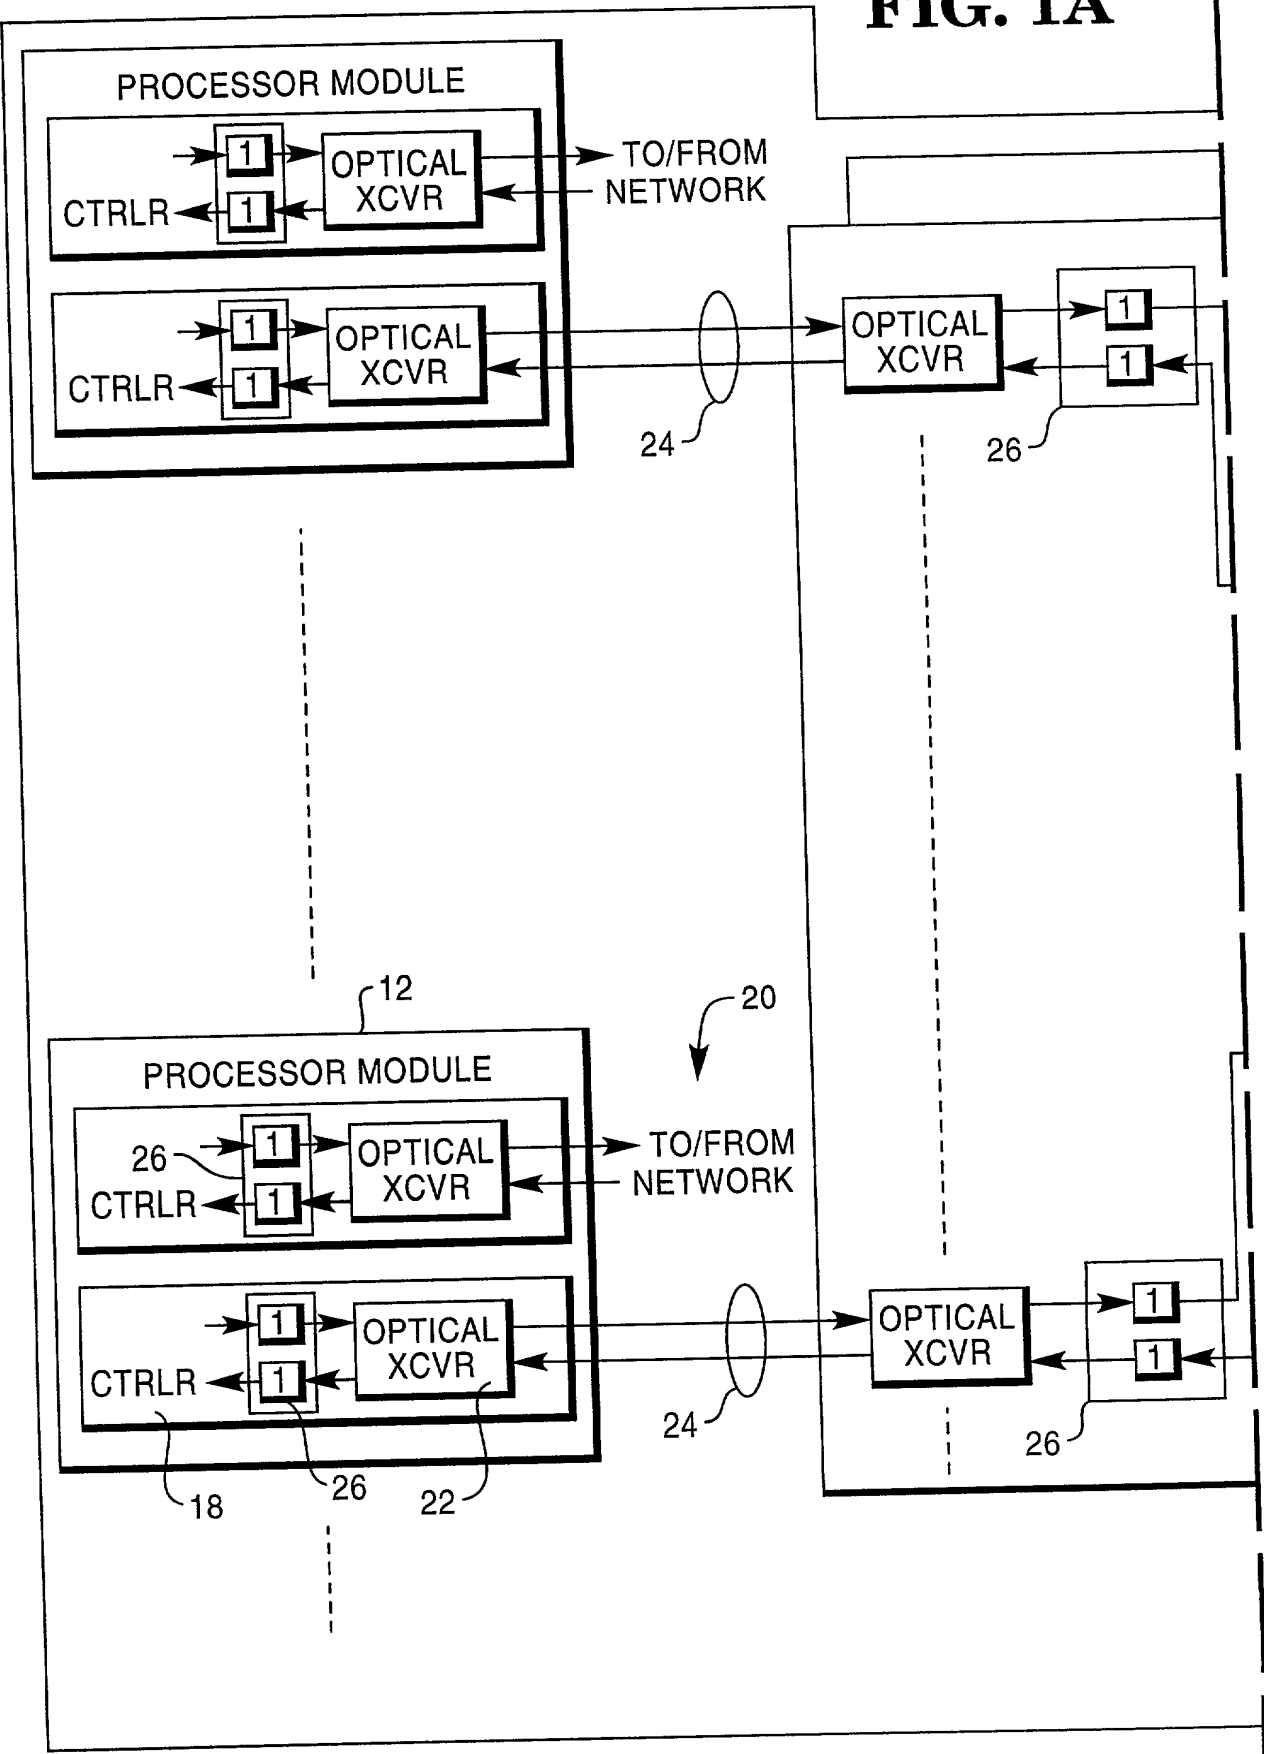 FIG. 1A
PROCESSOR MODULE
1
OPTICAL
XCVR
TO/FROM
NETWORK
CTRLR
1
1
OPTICAL
XCVR
CTRLR
1
24
OPTICAL
XCVR
1
1
26
12
20
PROCESSOR MODULE
26
1
OPTICAL
XCVR
TO/FROM
NETWORK
CTRLR
1
1
OPTICAL
XCVR
CTRLR
1
18
26
22
24
OPTICAL
XCVR
1
1
26